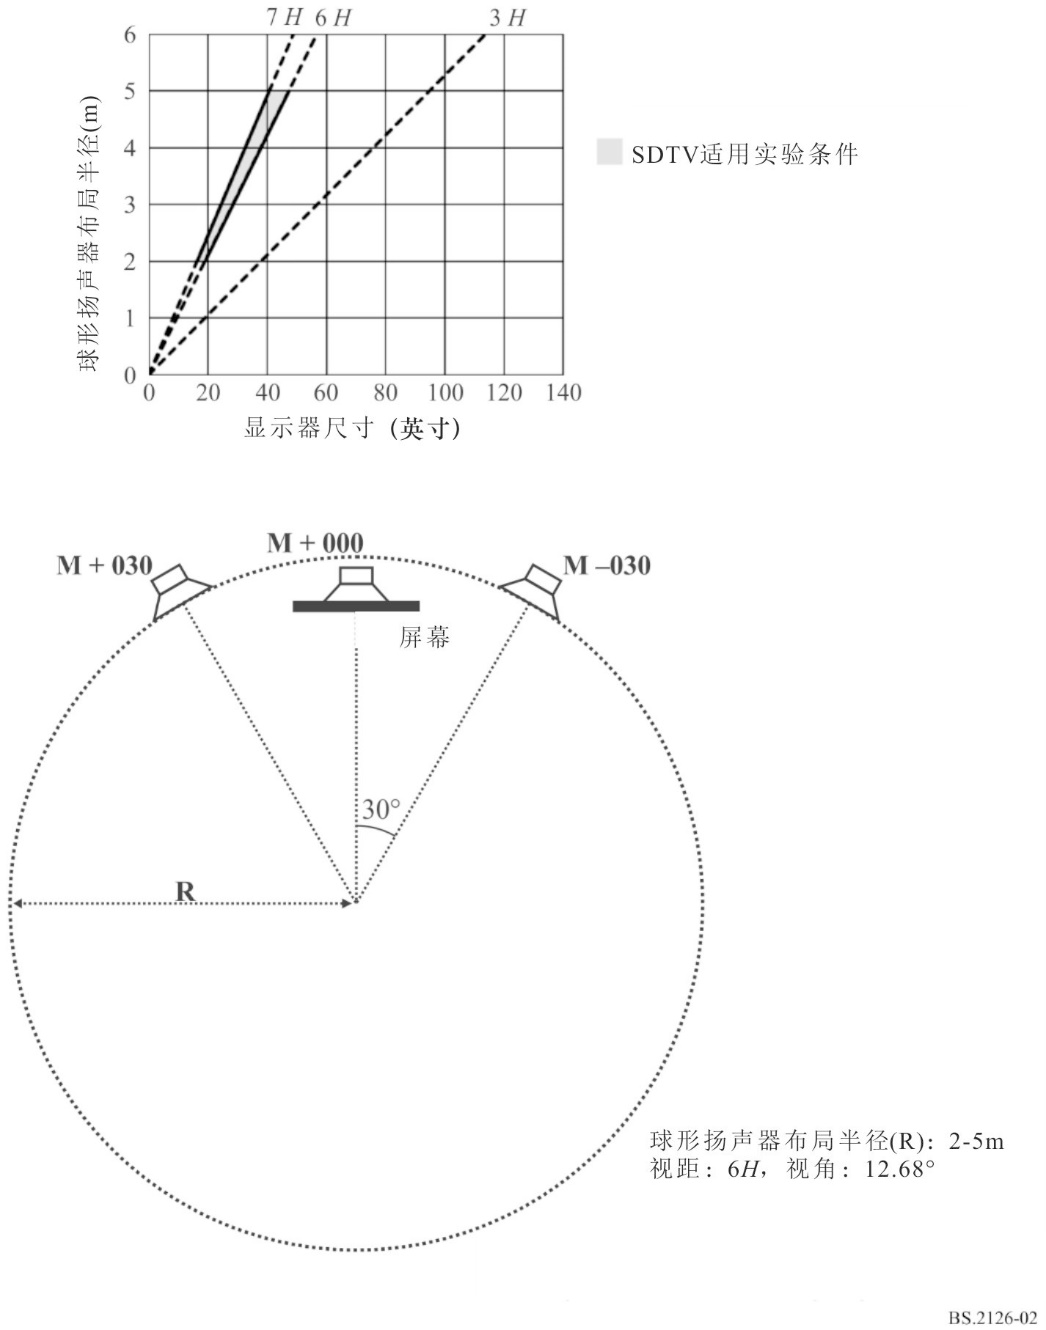 7 H 6 H 3 H
6
5
4
3
2
1
0
球形扬声器布局半径(m)
0 20 40 60 80 100 120 140
显示器尺寸 (英寸)
SDTV适用实验条件
M + 030
M + 000
M –030
屏幕
30°
R
球形扬声器布局半径(R)：2-5m
视距：6H，视角：12.68°
BS.2126-02